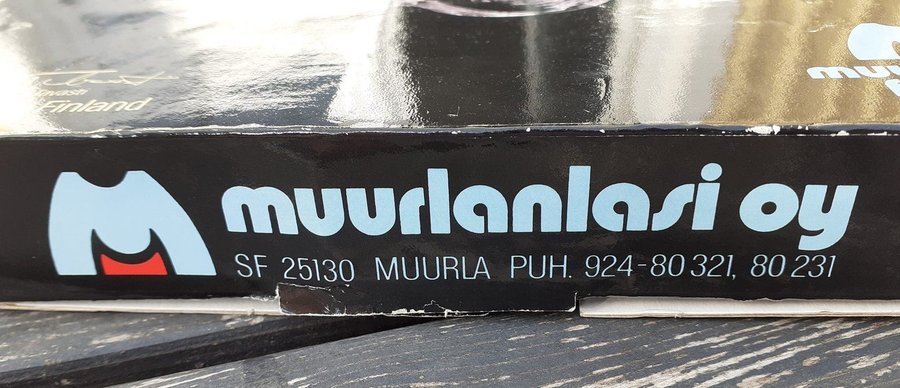 Finland
muurlanlasi oy
SF 25130 MUURLA PUH. 924-80 321, 80 231